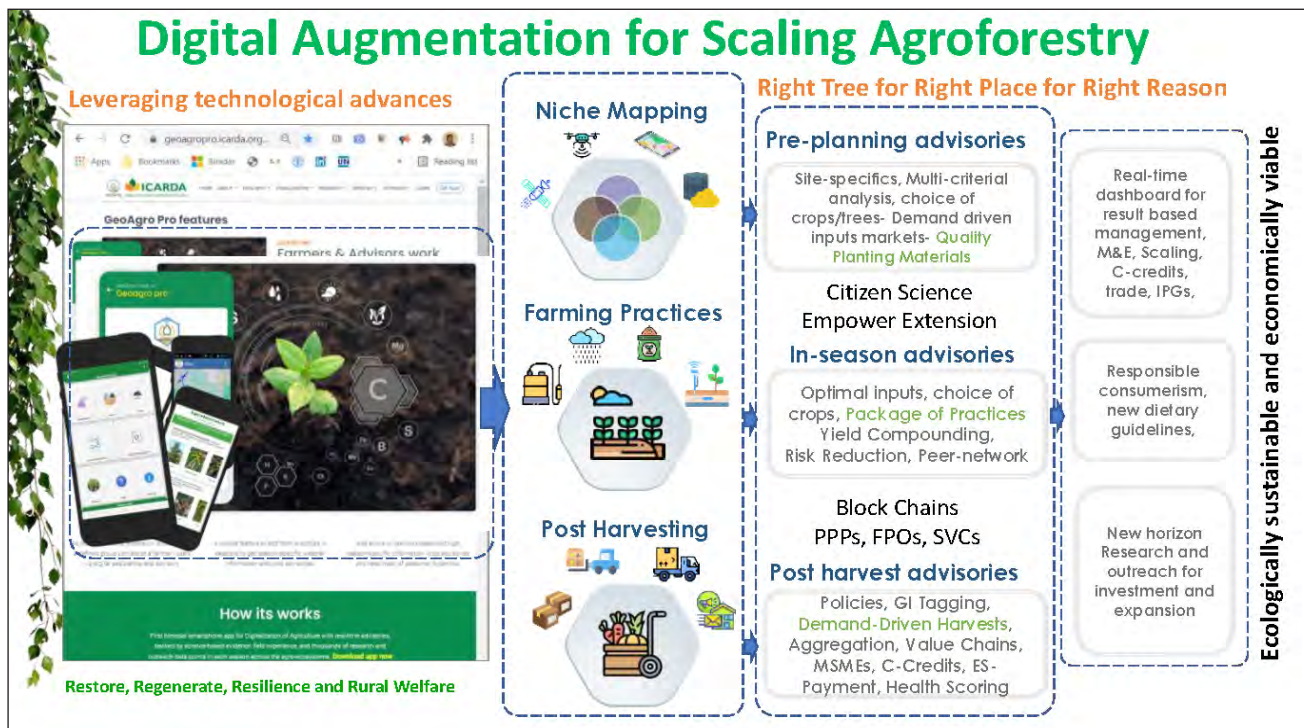 Digital Augmentation for Scaling Agroforestry
Leveraging technological advances
geoagropro.icarda.org...
Apps
Bookmarks
Reading list
ICARDA
GeoAgro Pro features
Farmers & Advisors work
Geoagro pro
Mg
C
S
B
How its works
Download app now
Restore, Regenerate, Resilience and Rural Welfare
Niche Mapping
Farming Practices
Post Harvesting
Right Tree for Right Place for Right Reason
Pre-planning advisories
Site-specifics, Multi-criterial
analysis, choice of
crops/trees- Demand driven
inputs markets- Quality
Planting Materials
Citizen Science
Empower Extension
In-season advisories
Optimal inputs, choice of
crops, Package of Practices
Yield Compounding,
Risk Reduction, Peer-network
Block Chains
PPPs, FPOs, SVCs
Post harvest advisories
Policies, GI Tagging,
Demand-Driven Harvests,
Aggregation, Value Chains,
MSMEs, C-Credits, ES-
Payment, Health Scoring
Real-time
dashboard for
result based
management,
M&E, Scaling,
C-credits,
trade, IPGs,
Responsible
consumerism,
new dietary
guidelines,
New horizon
Research and
outreach for
investment and
expansion
Ecologically sustainable and economically viable